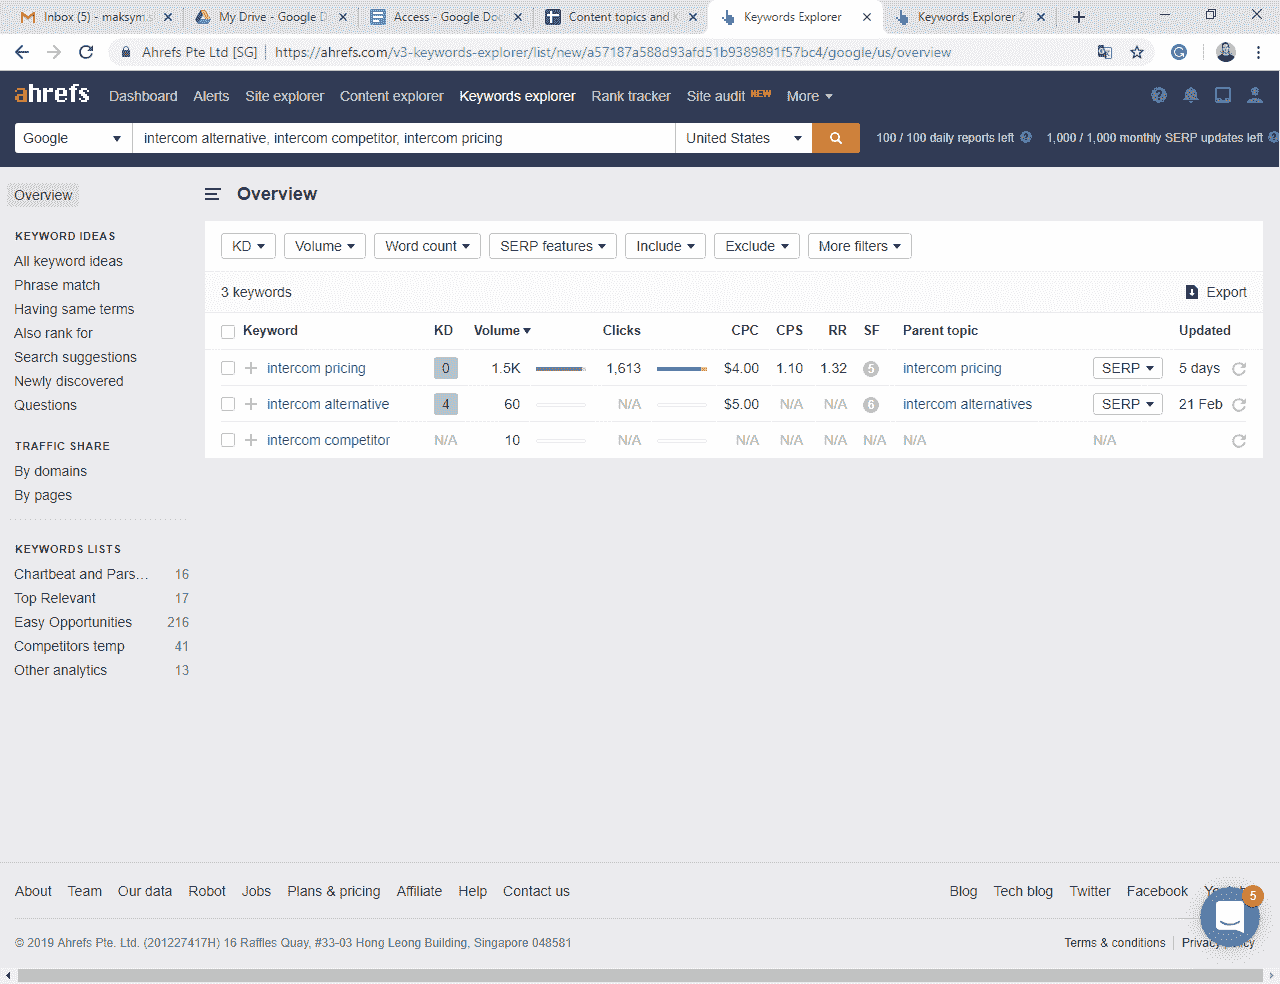 Inbox (5) - maksym.s
My Drive - Google D
Access - Google Doc
Content topics and K
Keywords Explorer
Keywords Explorer 2
Ahrefs Pte Ltd [SG] | https://ahrefs.com/v3-keywords-explorer/list/new/a57187a588d93afd51b9389891f57bc4/google/us/overview
ahrefs Dashboard Alerts Site explorer Content explorer Keywords explorer Rank tracker Site audit NEW More
Google intercom alternative, intercom competitor, intercom pricing United States 100 / 100 daily reports left 1,000 / 1,000 monthly SERP updates left
Overview
KEYWORD IDEAS
All keyword ideas
Phrase match
Having same terms
Also rank for
Search suggestions
Newly discovered
Questions
TRAFFIC SHARE
By domains
By pages
KEYWORDS LISTS
Chartbeat and Pars... 16
Top Relevant 17
Easy Opportunities 216
Competitors temp 41
Other analytics 13
Overview
KD Volume Word count SERP features Include Exclude More filters
3 keywords Export
Keyword KD Volume Clicks CPC CPS RR SF Parent topic Updated
intercom pricing 0 1.5K 1,613 $4.00 1.10 1.32 5 intercom pricing SERP 5 days
intercom alternative 4 60 N/A $5.00 N/A N/A 6 intercom alternatives SERP 21 Feb
intercom competitor N/A 10 N/A N/A N/A N/A N/A N/A N/A
About Team Our data Robot Jobs Plans & pricing Affiliate Help Contact us Blog Tech blog Twitter Facebook
5
© 2019 Ahrefs Pte. Ltd. (201227417H) 16 Raffles Quay, #33-03 Hong Leong Building, Singapore 048581 Terms & conditions Privacy policy